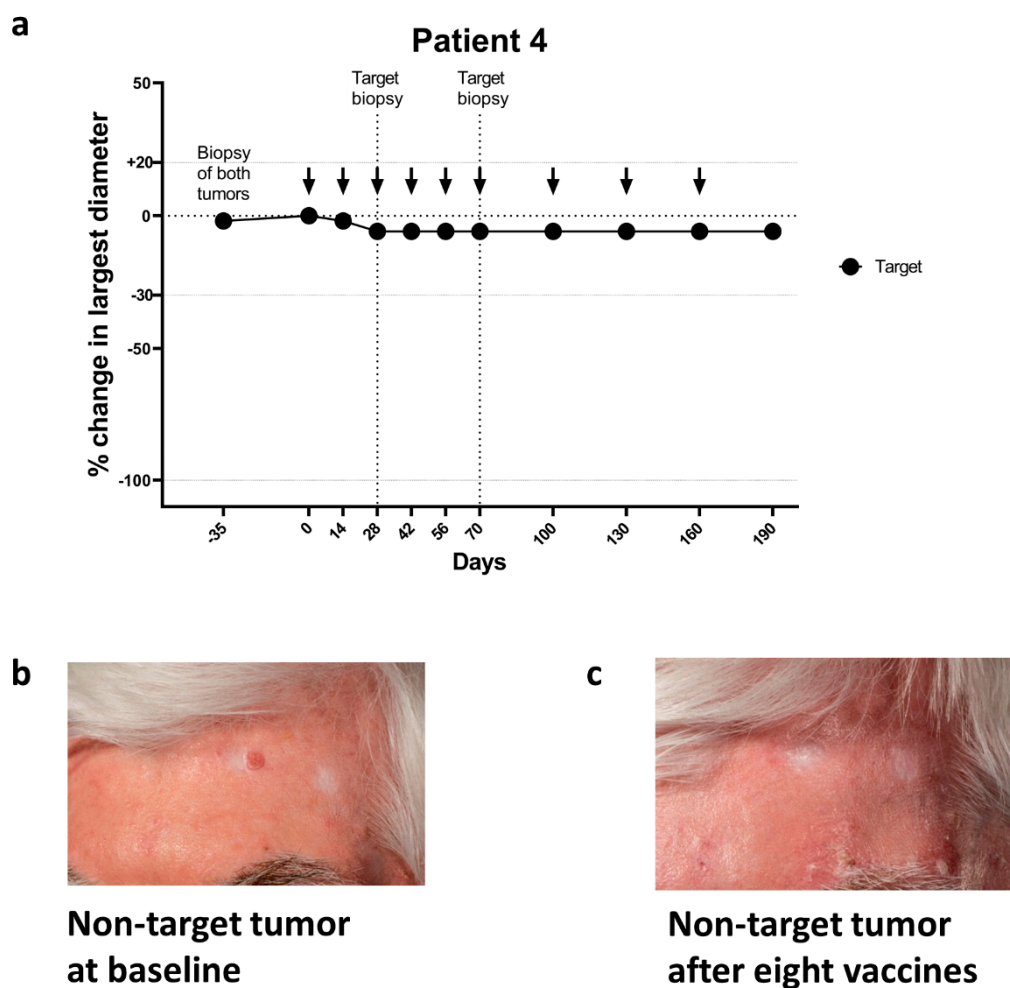 a
Patient 4
% change in largest diameter
50
+20
0
-30
-50
-100
Biopsy
of both
tumors
Target
biopsy
Target
biopsy
Target
-35
0
14
28
42
56
70
100
130
160
190
Days
b
c
Non-target tumor
at baseline
Non-target tumor
after eight vaccines